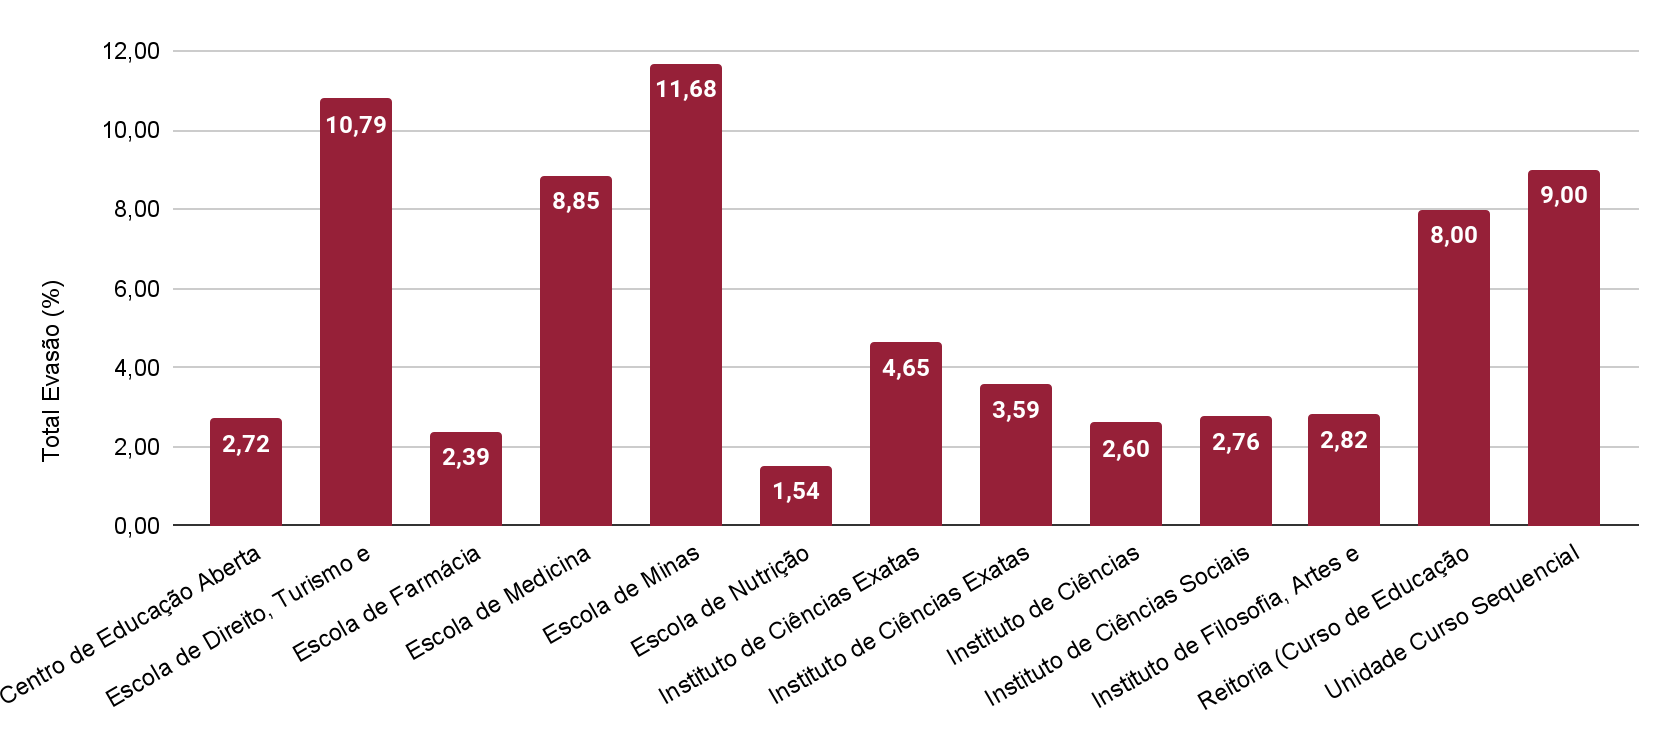 Total Evasão (%)
12,00
10,00
8,00
6,00
4,00
2,00
0,00
2,72
10,79
2,39
8,85
11,68
1,54
4,65
3,59
2,60
2,76
2,82
8,00
9,00
Centro de Educação Aberta
Escola de Direito, Turismo e
Escola de Farmácia
Escola de Medicina
Escola de Minas
Escola de Nutrição
Instituto de Ciências Exatas
Instituto de Ciências Exatas
Instituto de Ciências
Instituto de Ciências Sociais
Instituto de Filosofia, Artes e
Reitoria (Curso de Educação
Unidade Curso Sequencial